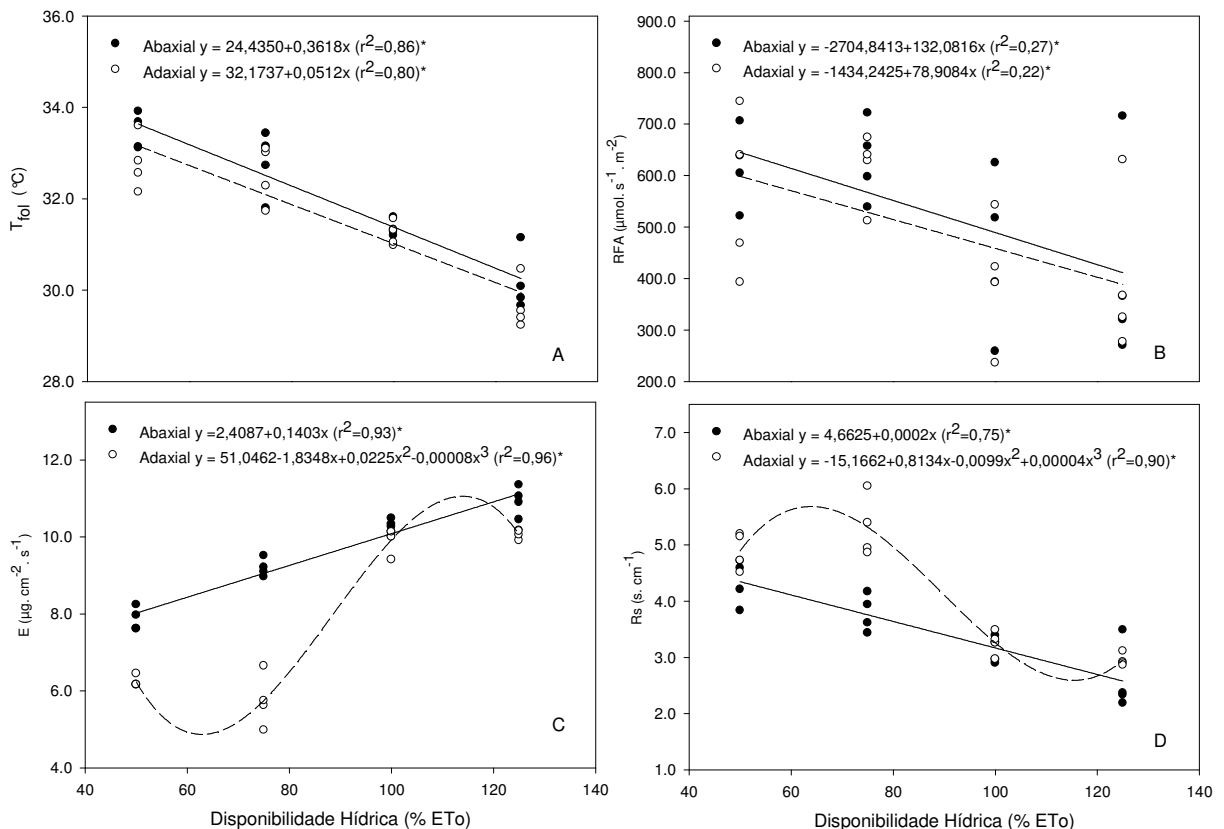 36.0
34.0
32.0
30.0
28.0
T_fol (°C)
● Abaxial y = 24,4350+0,3618x (r²=0,86)*
○ Adaxial y = 32,1737+0,0512x (r²=0,80)*
A
900.0
800.0
700.0
600.0
500.0
400.0
300.0
200.0
RFA (µmol. s⁻¹. m⁻²)
● Abaxial y = -2704,8413+132,0816x (r²=0,27)*
○ Adaxial y = -1434,2425+78,9084x (r²=0,22)*
B
12.0
10.0
8.0
6.0
4.0
E (µg. cm⁻². s⁻¹)
● Abaxial y =2,4087+0,1403x (r²=0,93)*
○ Adaxial y = 51,0462-1,8348x+0,0225x²-0,00008x³ (r²=0,96)*
C
40 60 80 100 120 140
Disponibilidade Hídrica (% ETo)
7.0
6.0
5.0
4.0
3.0
2.0
1.0
Rs (s. cm⁻¹)
● Abaxial y = 4,6625+0,0002x (r²=0,75)*
○ Adaxial y = -15,1662+0,8134x-0,0099x²+0,00004x³ (r²=0,90)*
D
40 60 80 100 120 140
Disponibilidade Hídrica (% ETo)